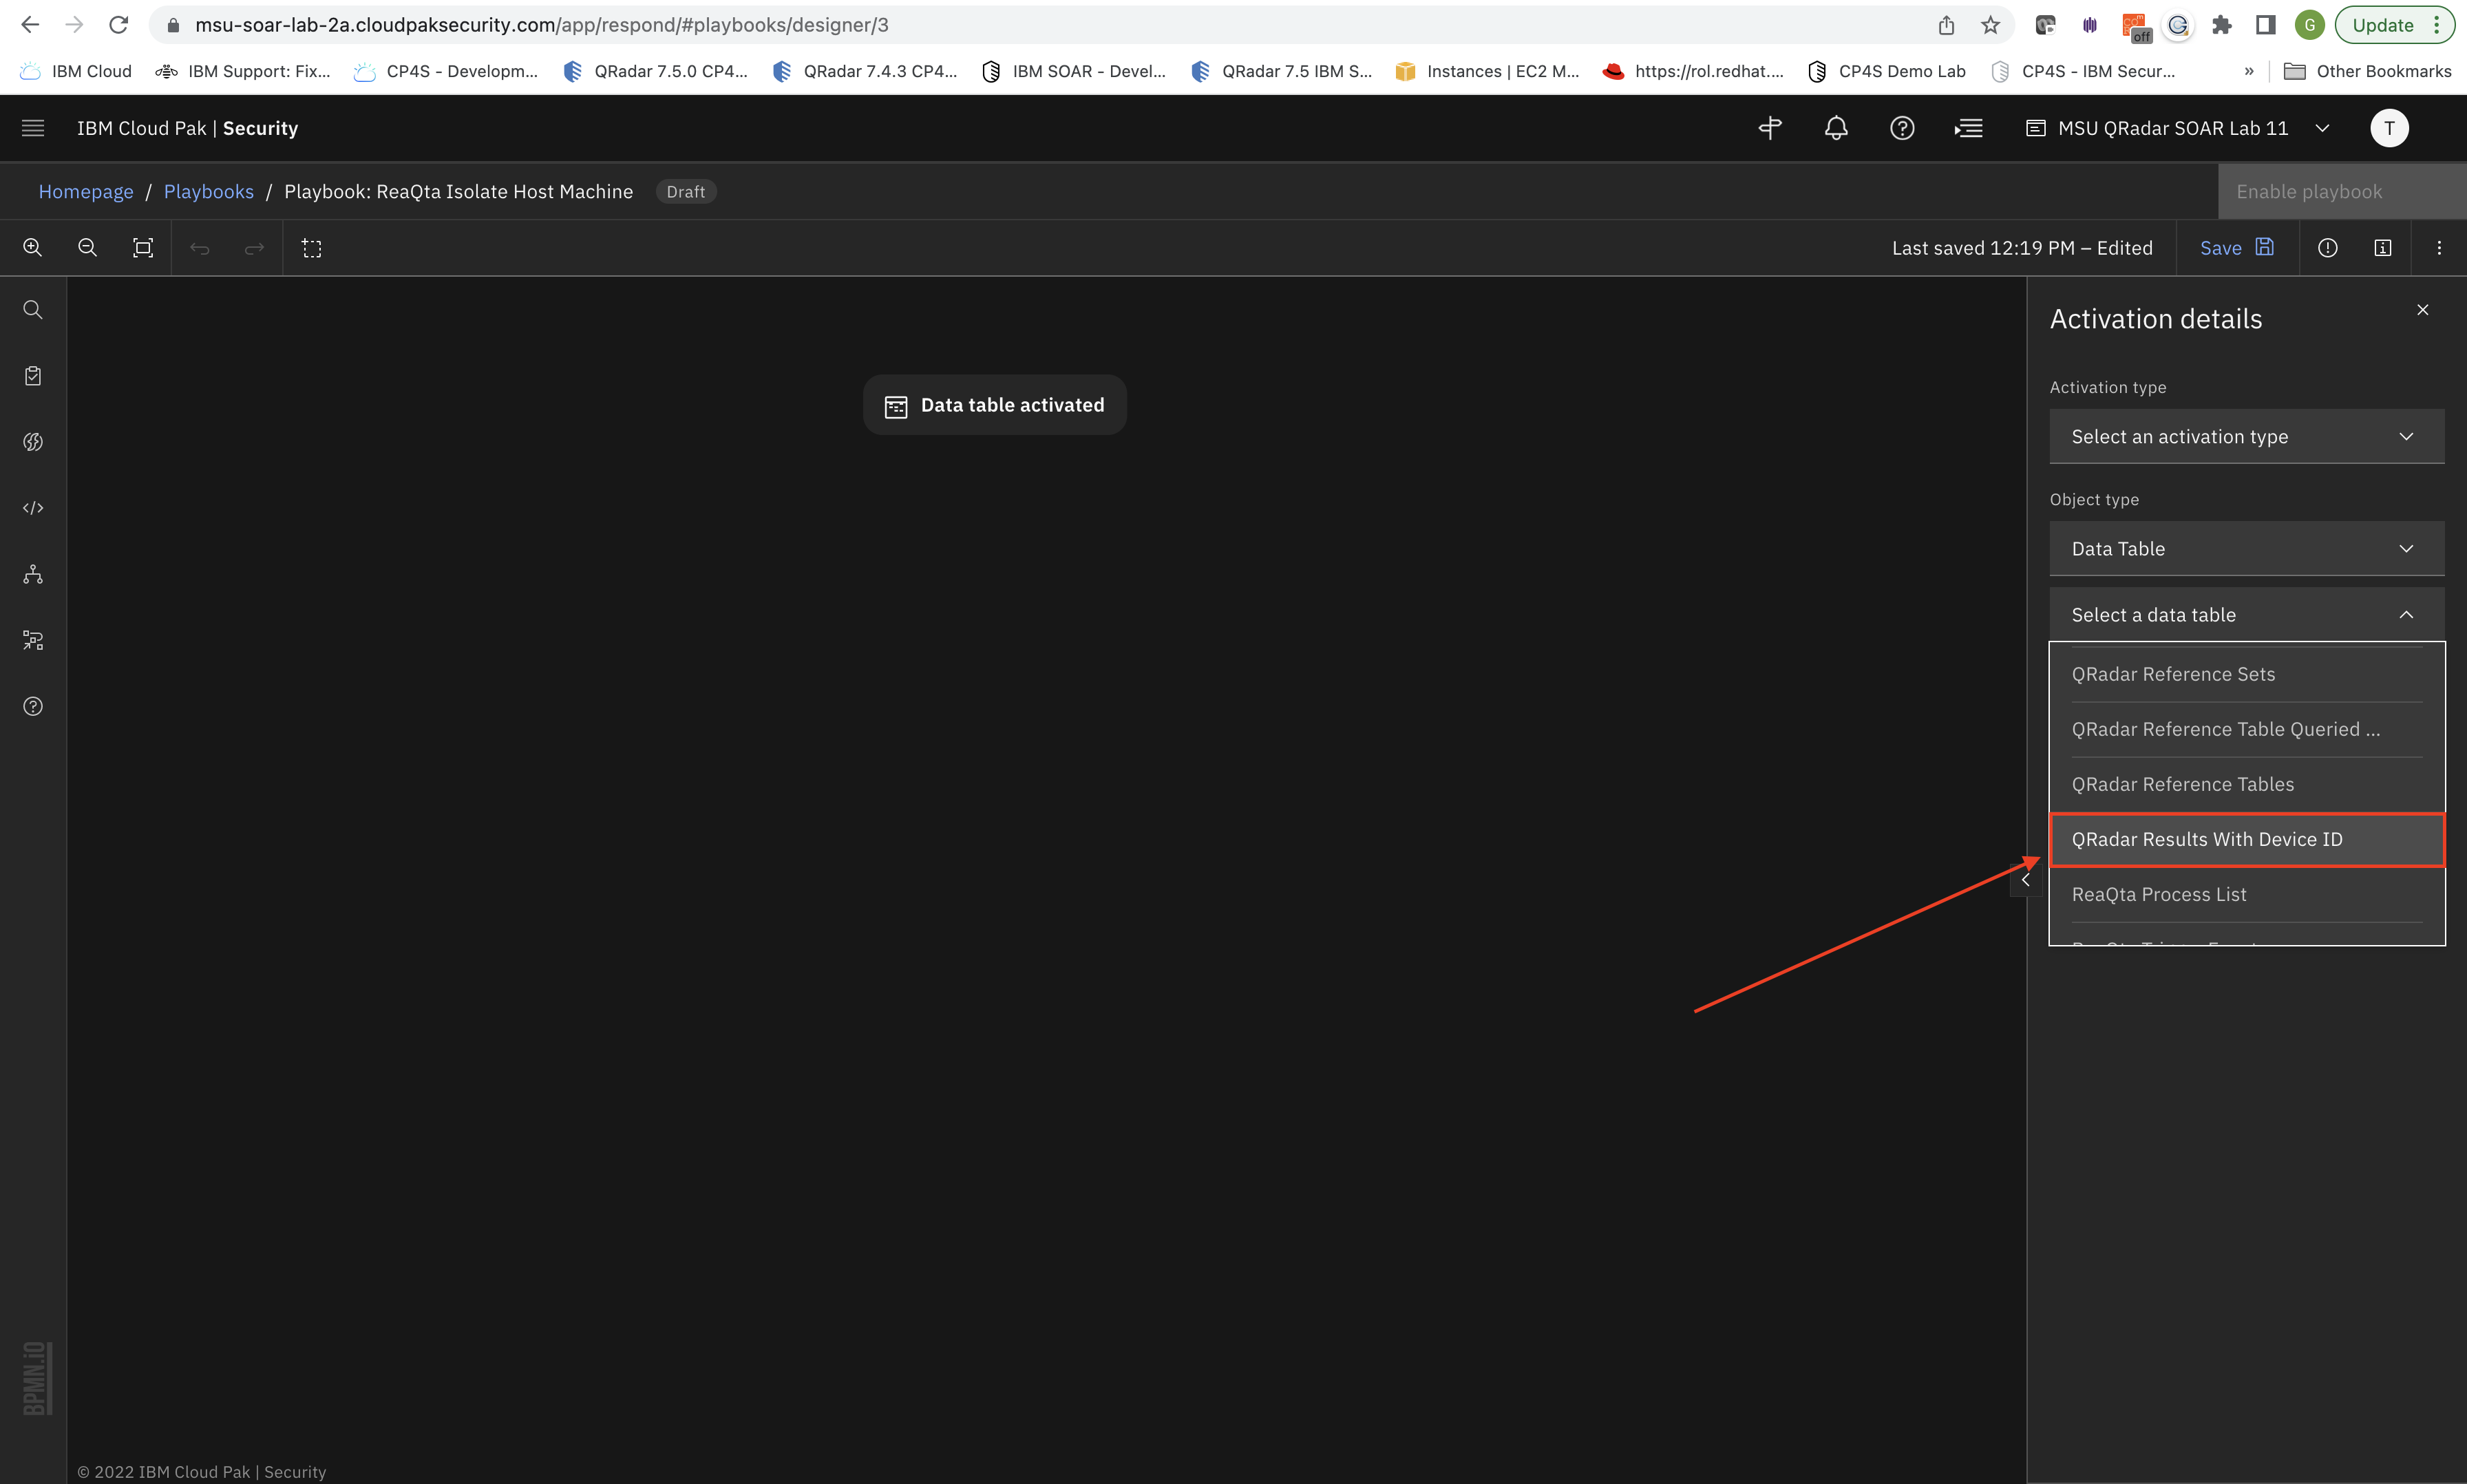 msu-soar-lab-2a.cloudpaksecurity.com/app/respond/#playbooks/designer/3
off
G
Update
IBM Cloud
IBM Support: Fix...
CP4S - Developm...
QRadar 7.5.0 CP4...
QRadar 7.4.3 CP4...
IBM SOAR - Devel...
QRadar 7.5 IBM S...
Instances | EC2 M...
https://rol.redhat....
CP4S Demo Lab
CP4S - IBM Secur...
»
Other Bookmarks
IBM Cloud Pak | Security
MSU QRadar SOAR Lab 11
T
Homepage / Playbooks / Playbook: ReaQta Isolate Host Machine
Draft
Enable playbook
Last saved 12:19 PM – Edited
Save
Activation details
Activation type
Data table activated
Select an activation type
Object type
Data Table
Select a data table
QRadar Reference Sets
QRadar Reference Table Queried ...
QRadar Reference Tables
QRadar Results With Device ID
ReaQta Process List
BPMN.iO
© 2022 IBM Cloud Pak | Security